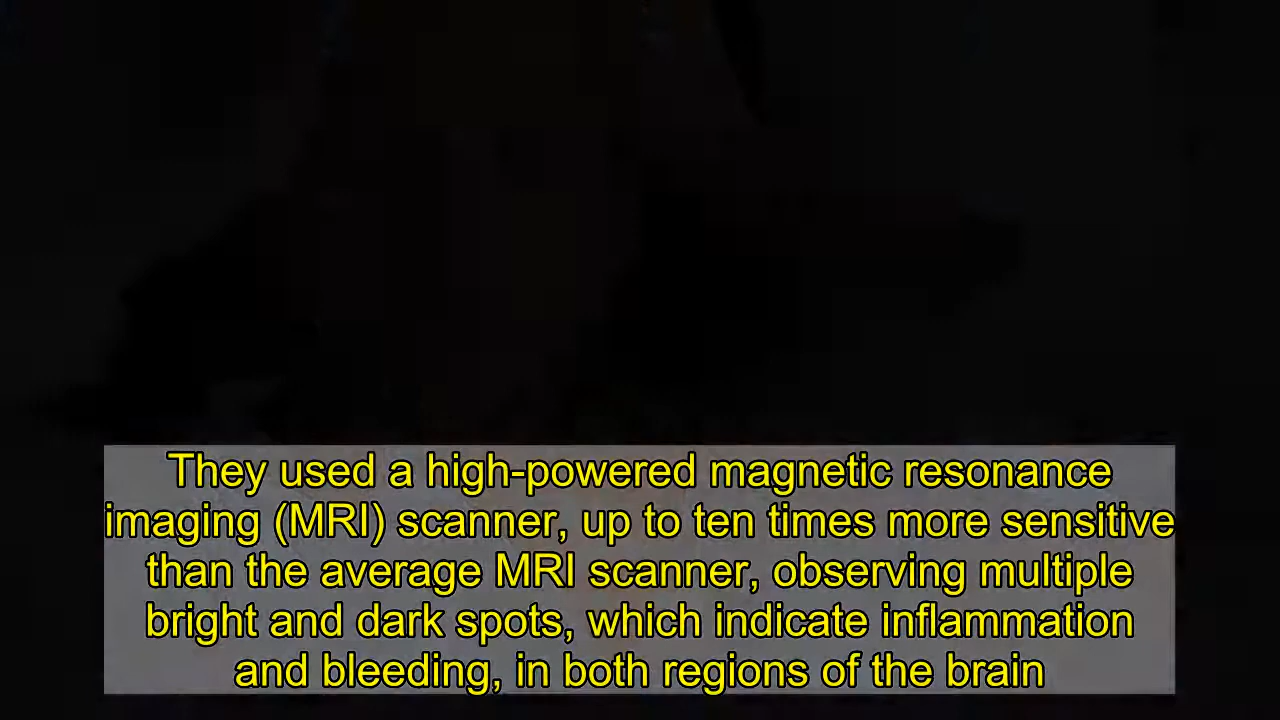 They used a high-powered magnetic resonance
imaging (MRI) scanner, up to ten times more sensitive
than the average MRI scanner, observing multiple
bright and dark spots, which indicate inflammation
and bleeding, in both regions of the brain